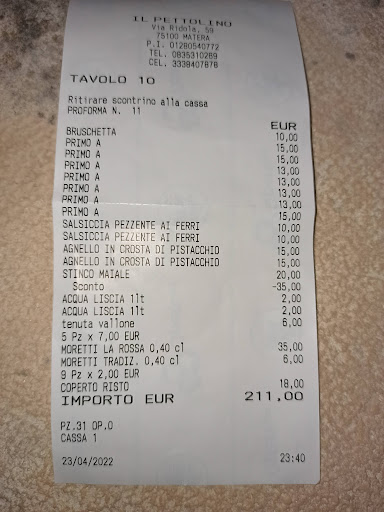 IL PETTOLINO
Via Ridola, 59
75100 MATERA
P.I. 01280540772
TEL. 0835310269
CEL. 3338407878
TAVOLO 10
Ritirare scontrino alla cassa
PROFORMA N. 11
EUR
BRUSCHETTA 10,00
PRIMO A 15,00
PRIMO A 15,00
PRIMO A 13,00
PRIMO A 13,00
PRIMO A 13,00
PRIMO A 13,00
PRIMO A 15,00
SALSICCIA PEZZENTE AI FERRI 10,00
SALSICCIA PEZZENTE AI FERRI 10,00
AGNELLO IN CROSTA DI PISTACCHIO 15,00
AGNELLO IN CROSTA DI PISTACCHIO 15,00
STINCO MAIALE 20,00
Sconto -35,00
ACQUA LISCIA 1lt 2,00
ACQUA LISCIA 1lt 2,00
tenuta vallone 6,00
5 Pz x 7,00 EUR
MORETTI LA ROSSA 0,40 cl 35,00
MORETTI TRADIZ. 0,40 cl 6,00
9 Pz x 2,00 EUR
COPERTO RISTO 18,00
IMPORTO EUR 211,00
PZ.31 OP.0
CASSA 1
23/04/2022 23:40